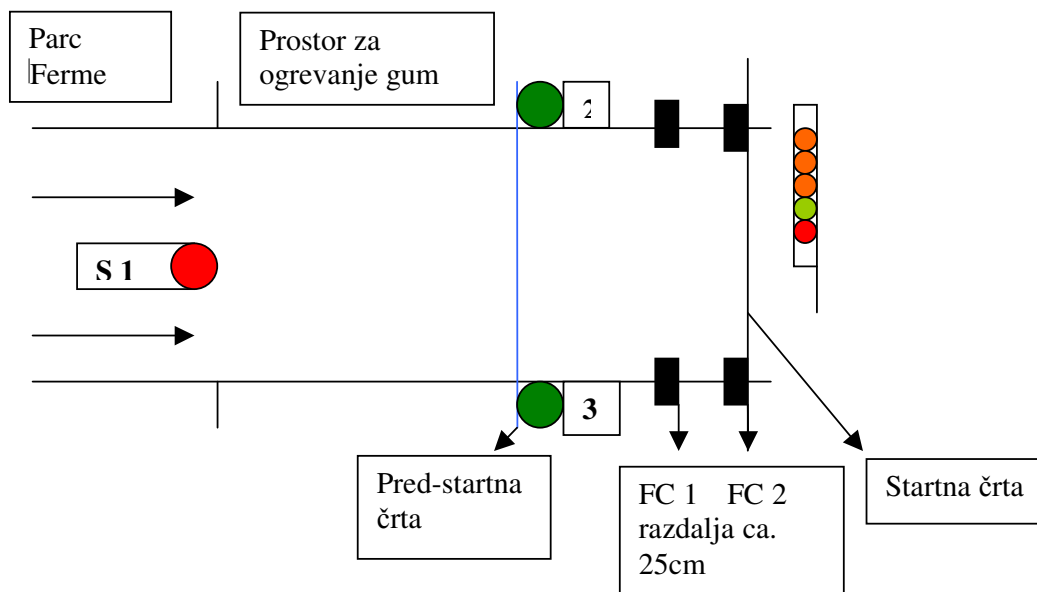 Parc
Ferme
Prostor za
ogrevanje gum
2
S 1
3
Pred-startna
črta
FC 1 FC 2
razdalja ca.
25cm
Startna črta